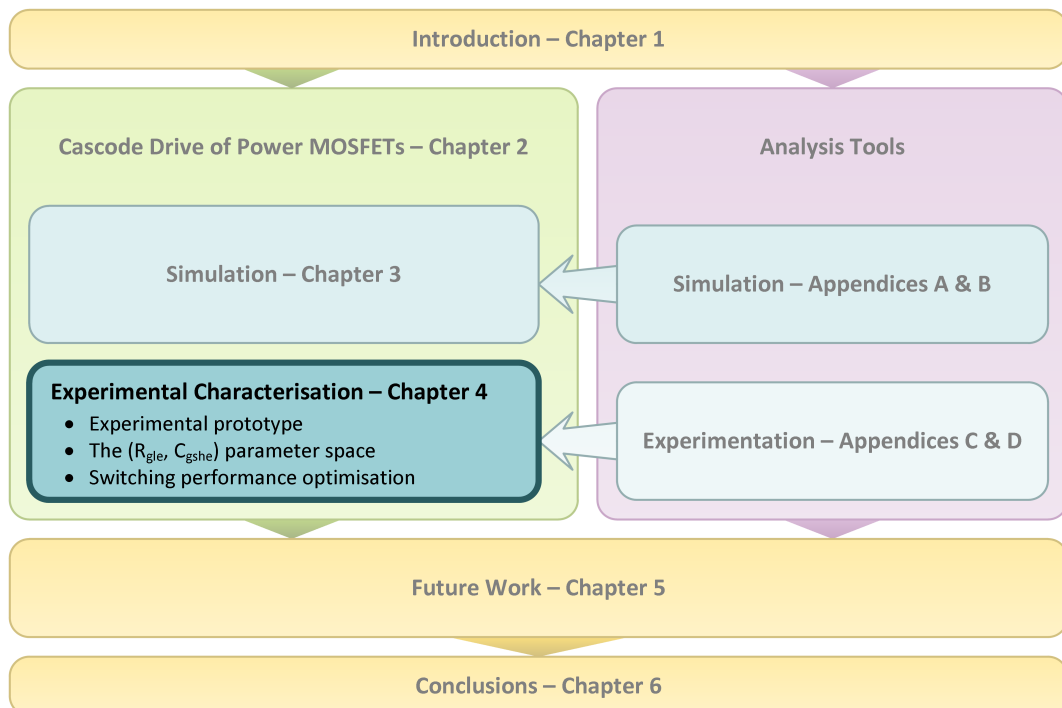 Introduction – Chapter 1
Cascode Drive of Power MOSFETs – Chapter 2
Analysis Tools
Simulation – Chapter 3
Simulation – Appendices A & B
Experimental Characterisation – Chapter 4
• Experimental prototype
• The (Rgle, Cgshe) parameter space
• Switching performance optimisation
Experimentation – Appendices C & D
Future Work – Chapter 5
Conclusions – Chapter 6